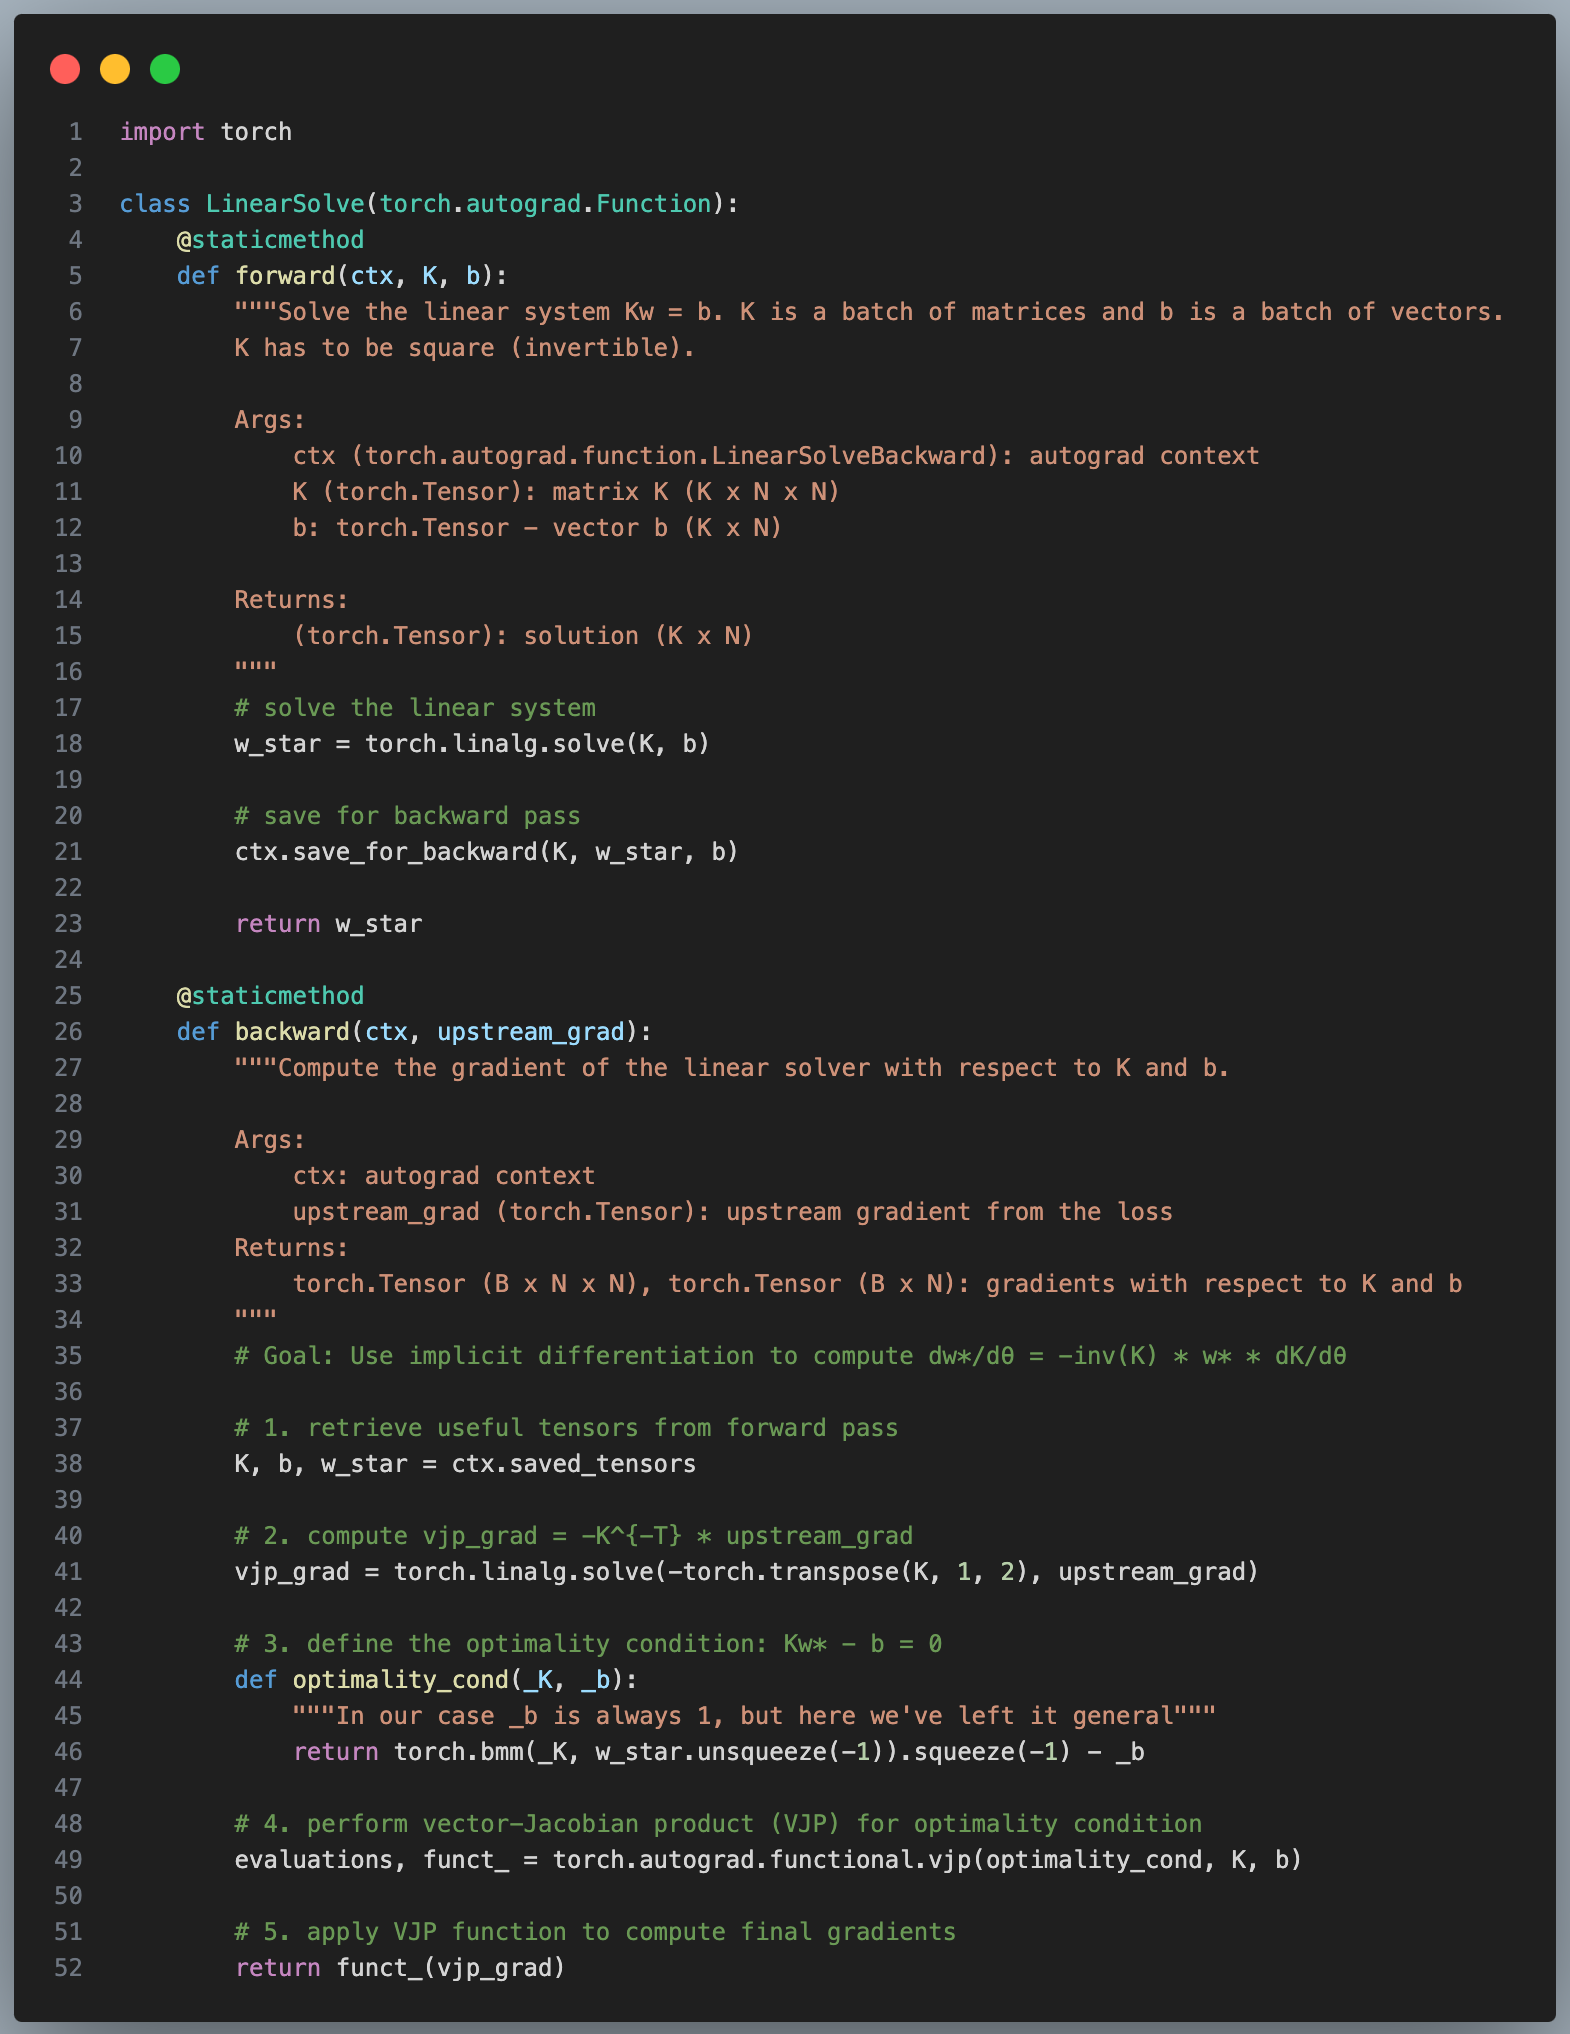 1 import torch
2
3 class LinearSolve(torch.autograd.Function):
4     @staticmethod
5     def forward(ctx, K, b):
6         """Solve the linear system Kw = b. K is a batch of matrices and b is a batch of vectors.
7         K has to be square (invertible).
8
9         Args:
10             ctx (torch.autograd.function.LinearSolveBackward): autograd context
11             K (torch.Tensor): matrix K (K x N x N)
12             b: torch.Tensor - vector b (K x N)
13
14         Returns:
15             (torch.Tensor): solution (K x N)
16         """
17         # solve the linear system
18         w_star = torch.linalg.solve(K, b)
19
20         # save for backward pass
21         ctx.save_for_backward(K, w_star, b)
22
23         return w_star
24
25     @staticmethod
26     def backward(ctx, upstream_grad):
27         """Compute the gradient of the linear solver with respect to K and b.
28
29         Args:
30             ctx: autograd context
31             upstream_grad (torch.Tensor): upstream gradient from the loss
32         Returns:
33             torch.Tensor (B x N x N), torch.Tensor (B x N): gradients with respect to K and b
34         """
35         # Goal: Use implicit differentiation to compute dw*/dθ = -inv(K) * w* * dK/dθ
36
37         # 1. retrieve useful tensors from forward pass
38         K, b, w_star = ctx.saved_tensors
39
40         # 2. compute vjp_grad = -K^{-T} * upstream_grad
41         vjp_grad = torch.linalg.solve(-torch.transpose(K, 1, 2), upstream_grad)
42
43         # 3. define the optimality condition: Kw* - b = 0
44         def optimality_cond(_K, _b):
45             """In our case _b is always 1, but here we've left it general"""
46             return torch.bmm(_K, w_star.unsqueeze(-1)).squeeze(-1) - _b
47
48         # 4. perform vector-Jacobian product (VJP) for optimality condition
49         evaluations, funct_ = torch.autograd.functional.vjp(optimality_cond, K, b)
50
51         # 5. apply VJP function to compute final gradients
52         return funct_(vjp_grad)